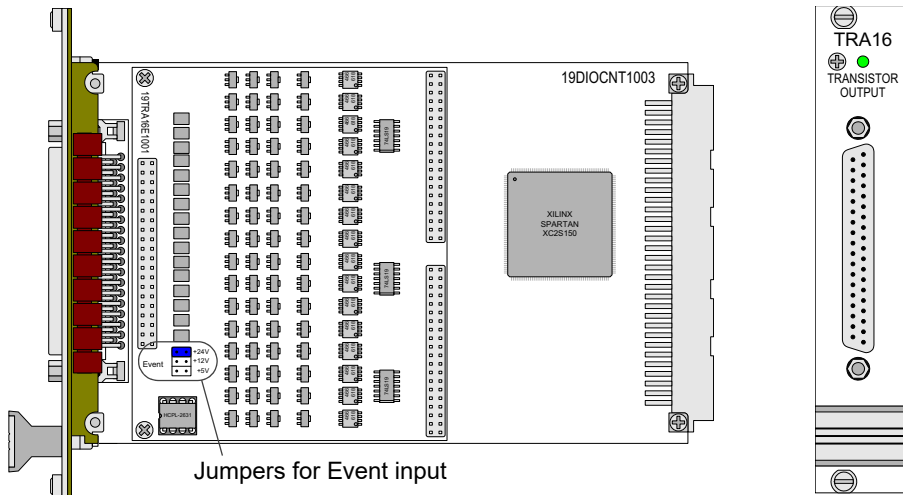 19DIOCNT1003
19TRA16E1001
74LS19
74LS19
74LS19
XILINX
SPARTAN
XC2S150
Event
+24V
+12V
+5V
HCPL-2631
Jumpers for Event input
TRA16
TRANSISTOR
OUTPUT